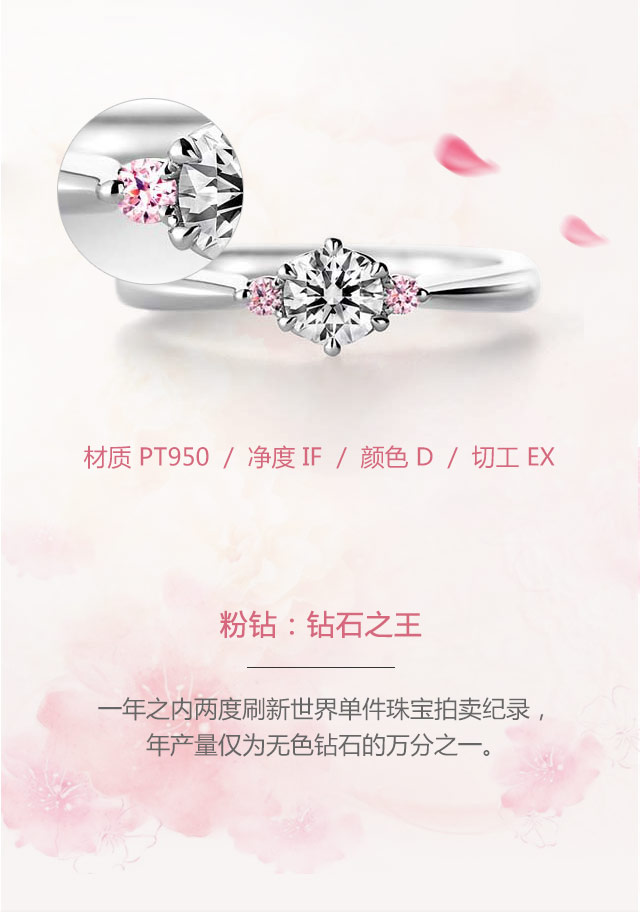 材质 PT950 / 净度 IF / 颜色 D / 切工 EX
粉钻：钻石之王
一年之内两度刷新世界单件珠宝拍卖纪录，
年产量仅为无色钻石的万分之一。